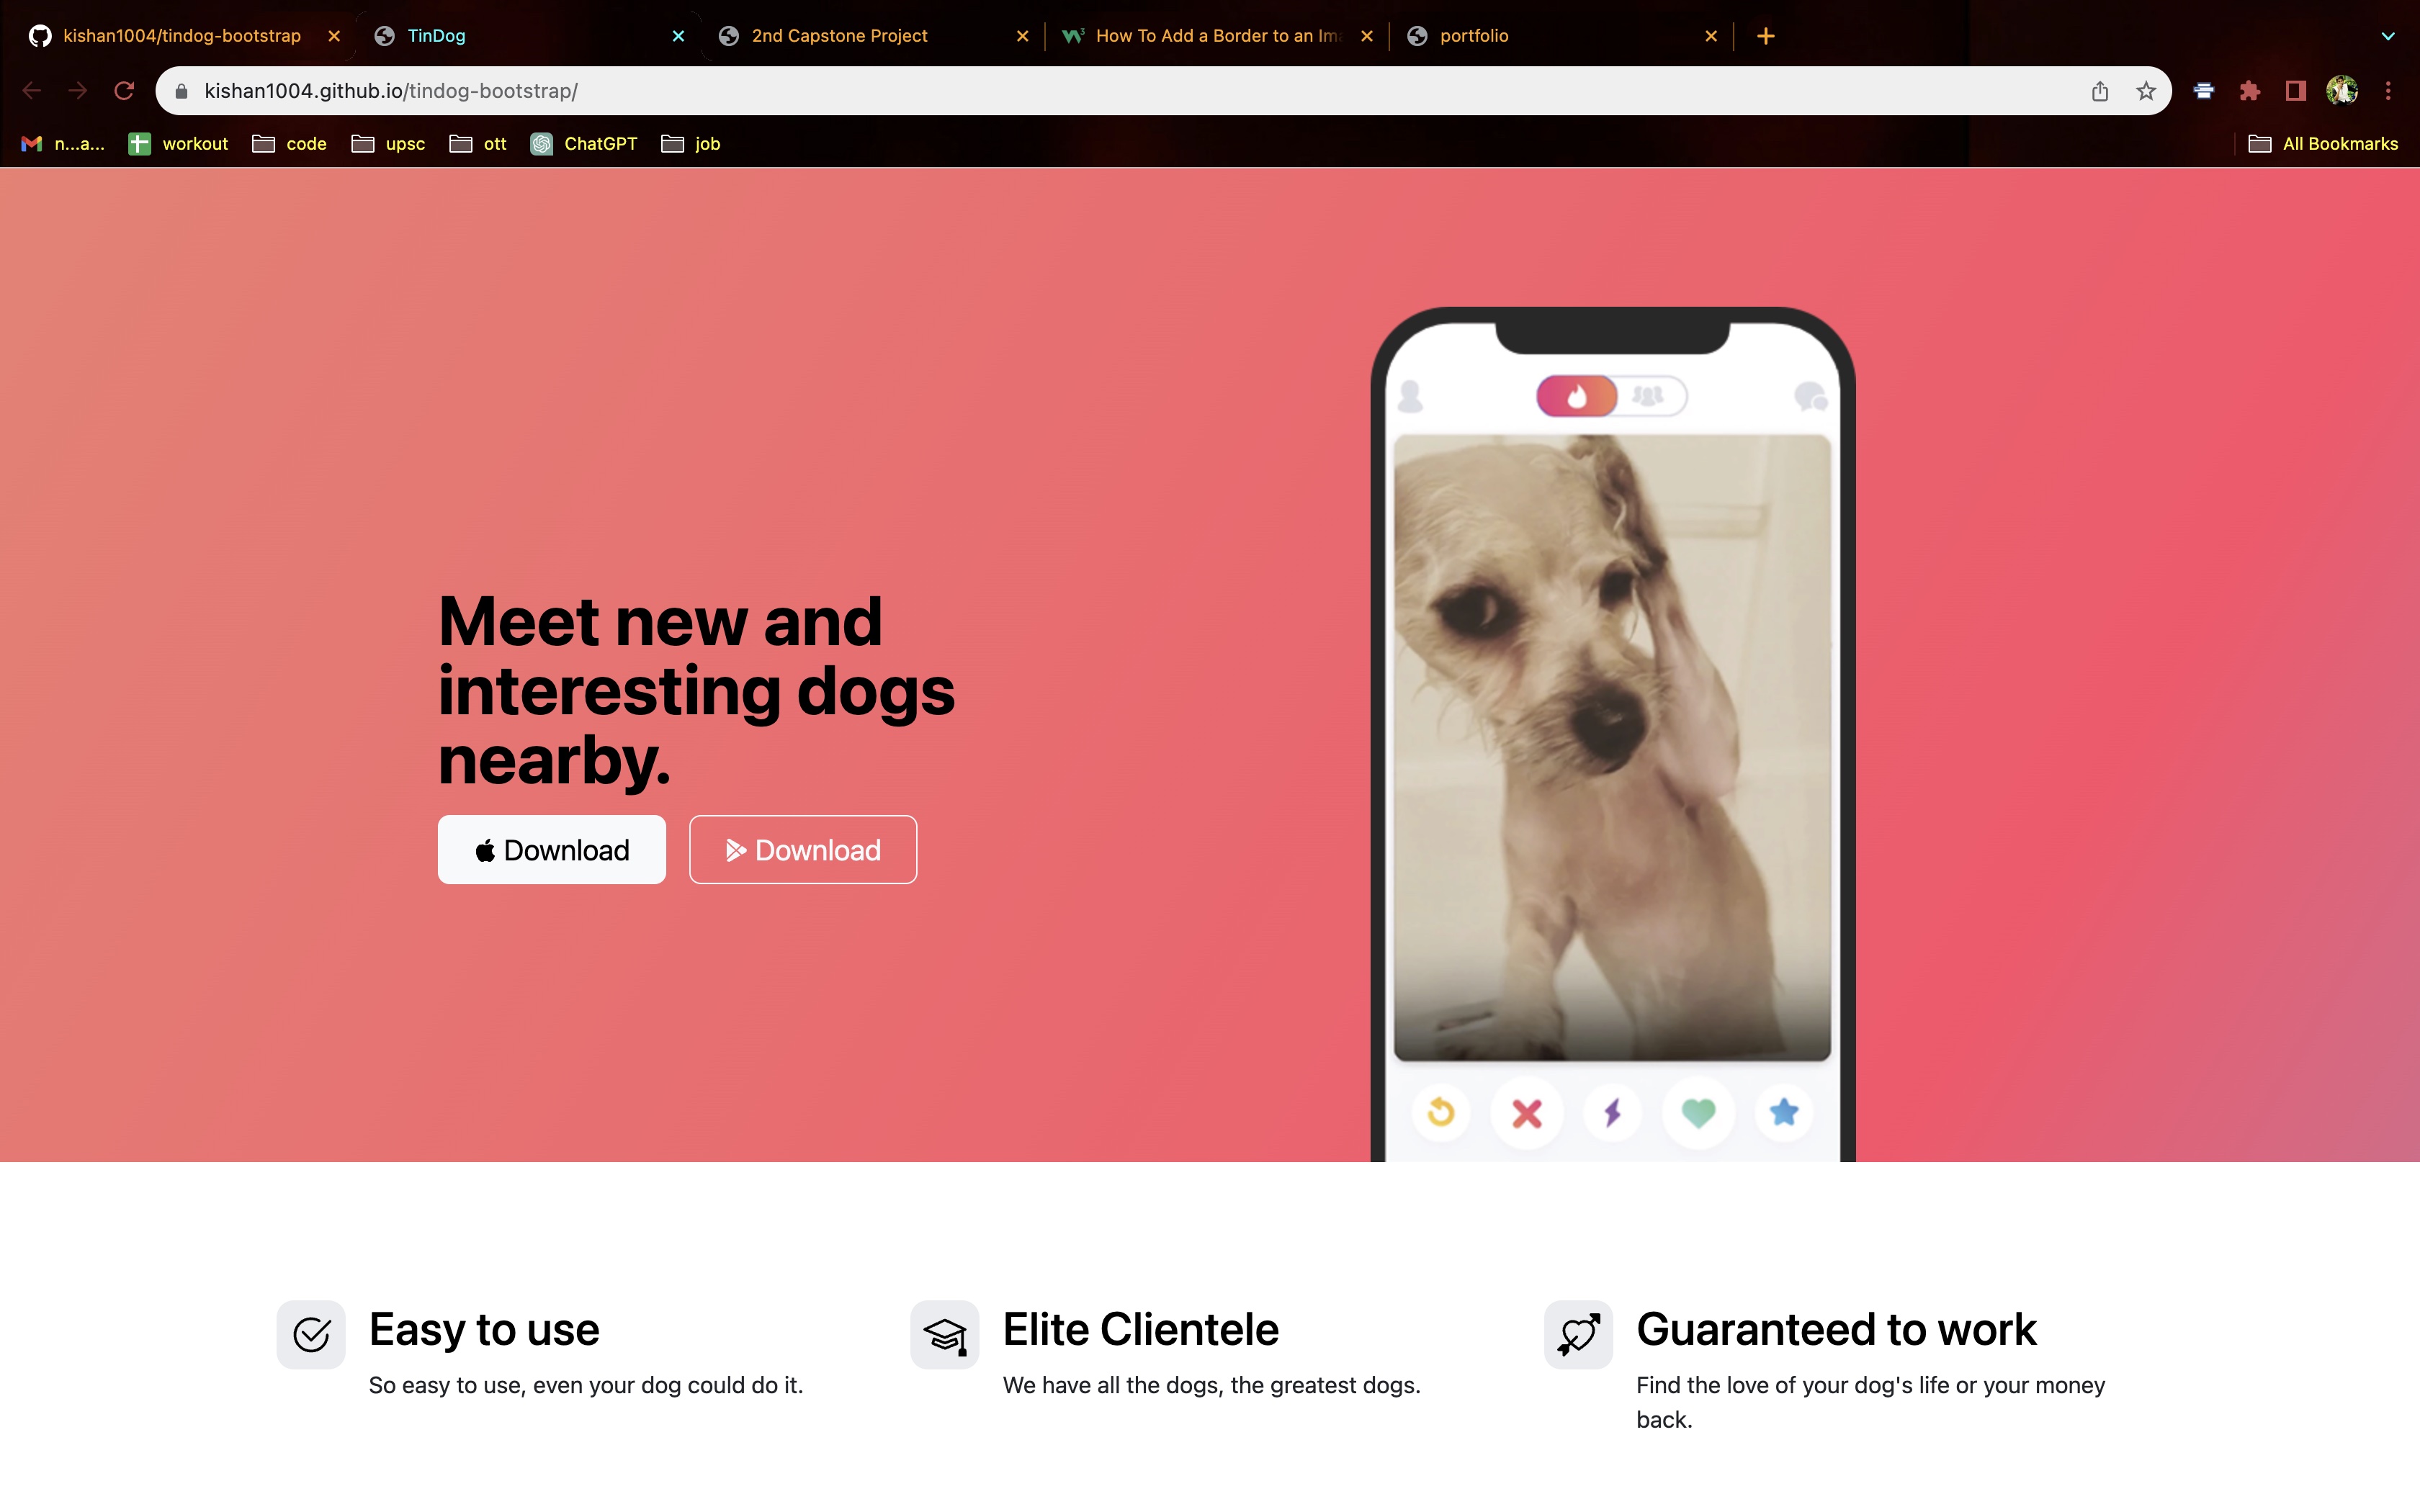 kishan1004/tindog-bootstrap
TinDog
2nd Capstone Project
How To Add a Border to an Im
portfolio
kishan1004.github.io/tindog-bootstrap/
n...a...
workout
code
upsc
ott
ChatGPT
job
All Bookmarks
Meet new and
interesting dogs
nearby.
Download
Download
Easy to use
So easy to use, even your dog could do it.
Elite Clientele
We have all the dogs, the greatest dogs.
Guaranteed to work
Find the love of your dog's life or your money
back.